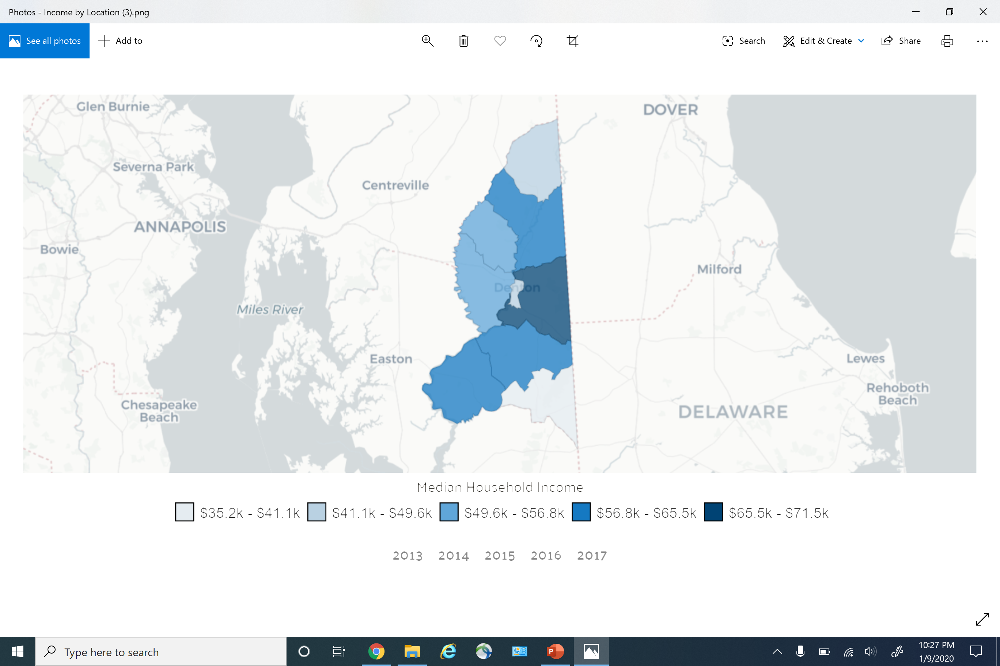 Photos - Income by Location (3).png
See all photos
Add to
Search
Edit & Create
Share
Glen Burnie
DOVER
Severna Park
Centreville
ANNAPOLIS
Bowie
Milford
Denton
Miles River
Easton
Lewes
Rehoboth
Beach
Chesapeake
Beach
DELAWARE
Median Household Income
$35.2k - $41.1k $41.1k - $49.6k $49.6k - $56.8k $56.8k - $65.5k $65.5k - $71.5k
2013 2014 2015 2016 2017
Type here to search
P
10:27 PM
1/9/2020